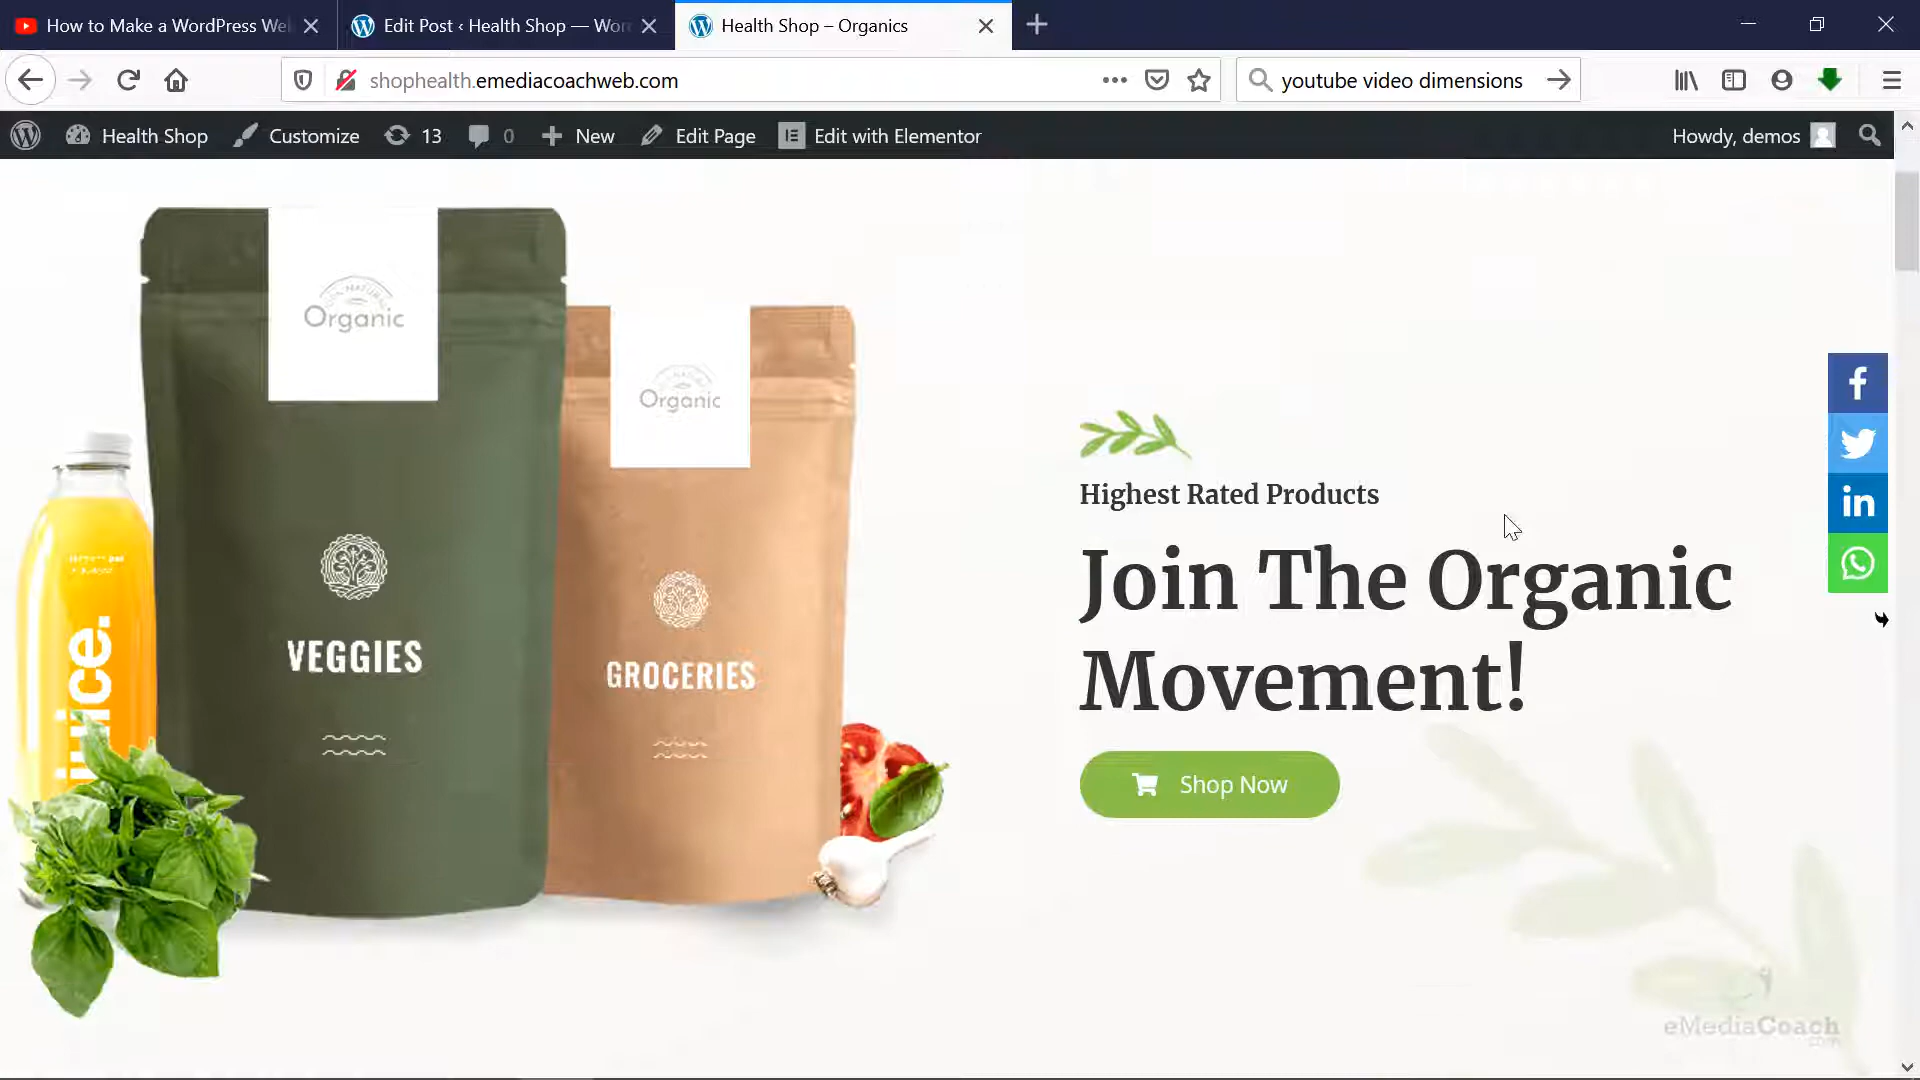 How to Make a WordPress We
Edit Post ‹ Health Shop — Wor
Health Shop – Organics
shophealth.emediacoachweb.com
youtube video dimensions
Health Shop
Customize
13
0
New
Edit Page
Edit with Elementor
Howdy, demos
Organic
Organic
juice.
VEGGIES
GROCERIES
Highest Rated Products
Join The Organic
Movement!
Shop Now
eMediaCoach
.com